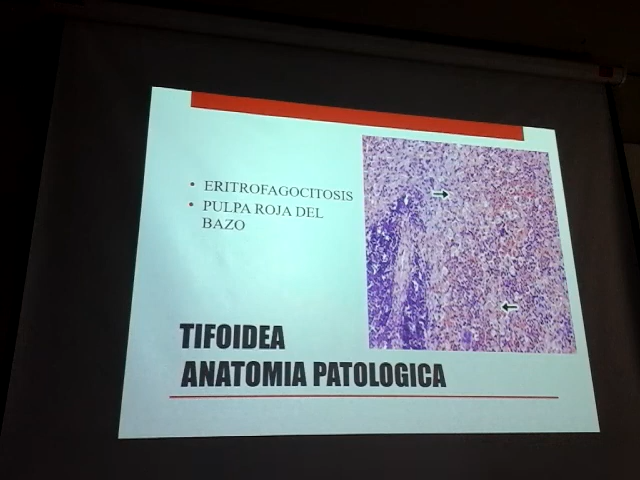 • ERITROFAGOCITOSIS
• PULPA ROJA DEL
BAZO
TIFOIDEA
ANATOMIA PATOLOGICA